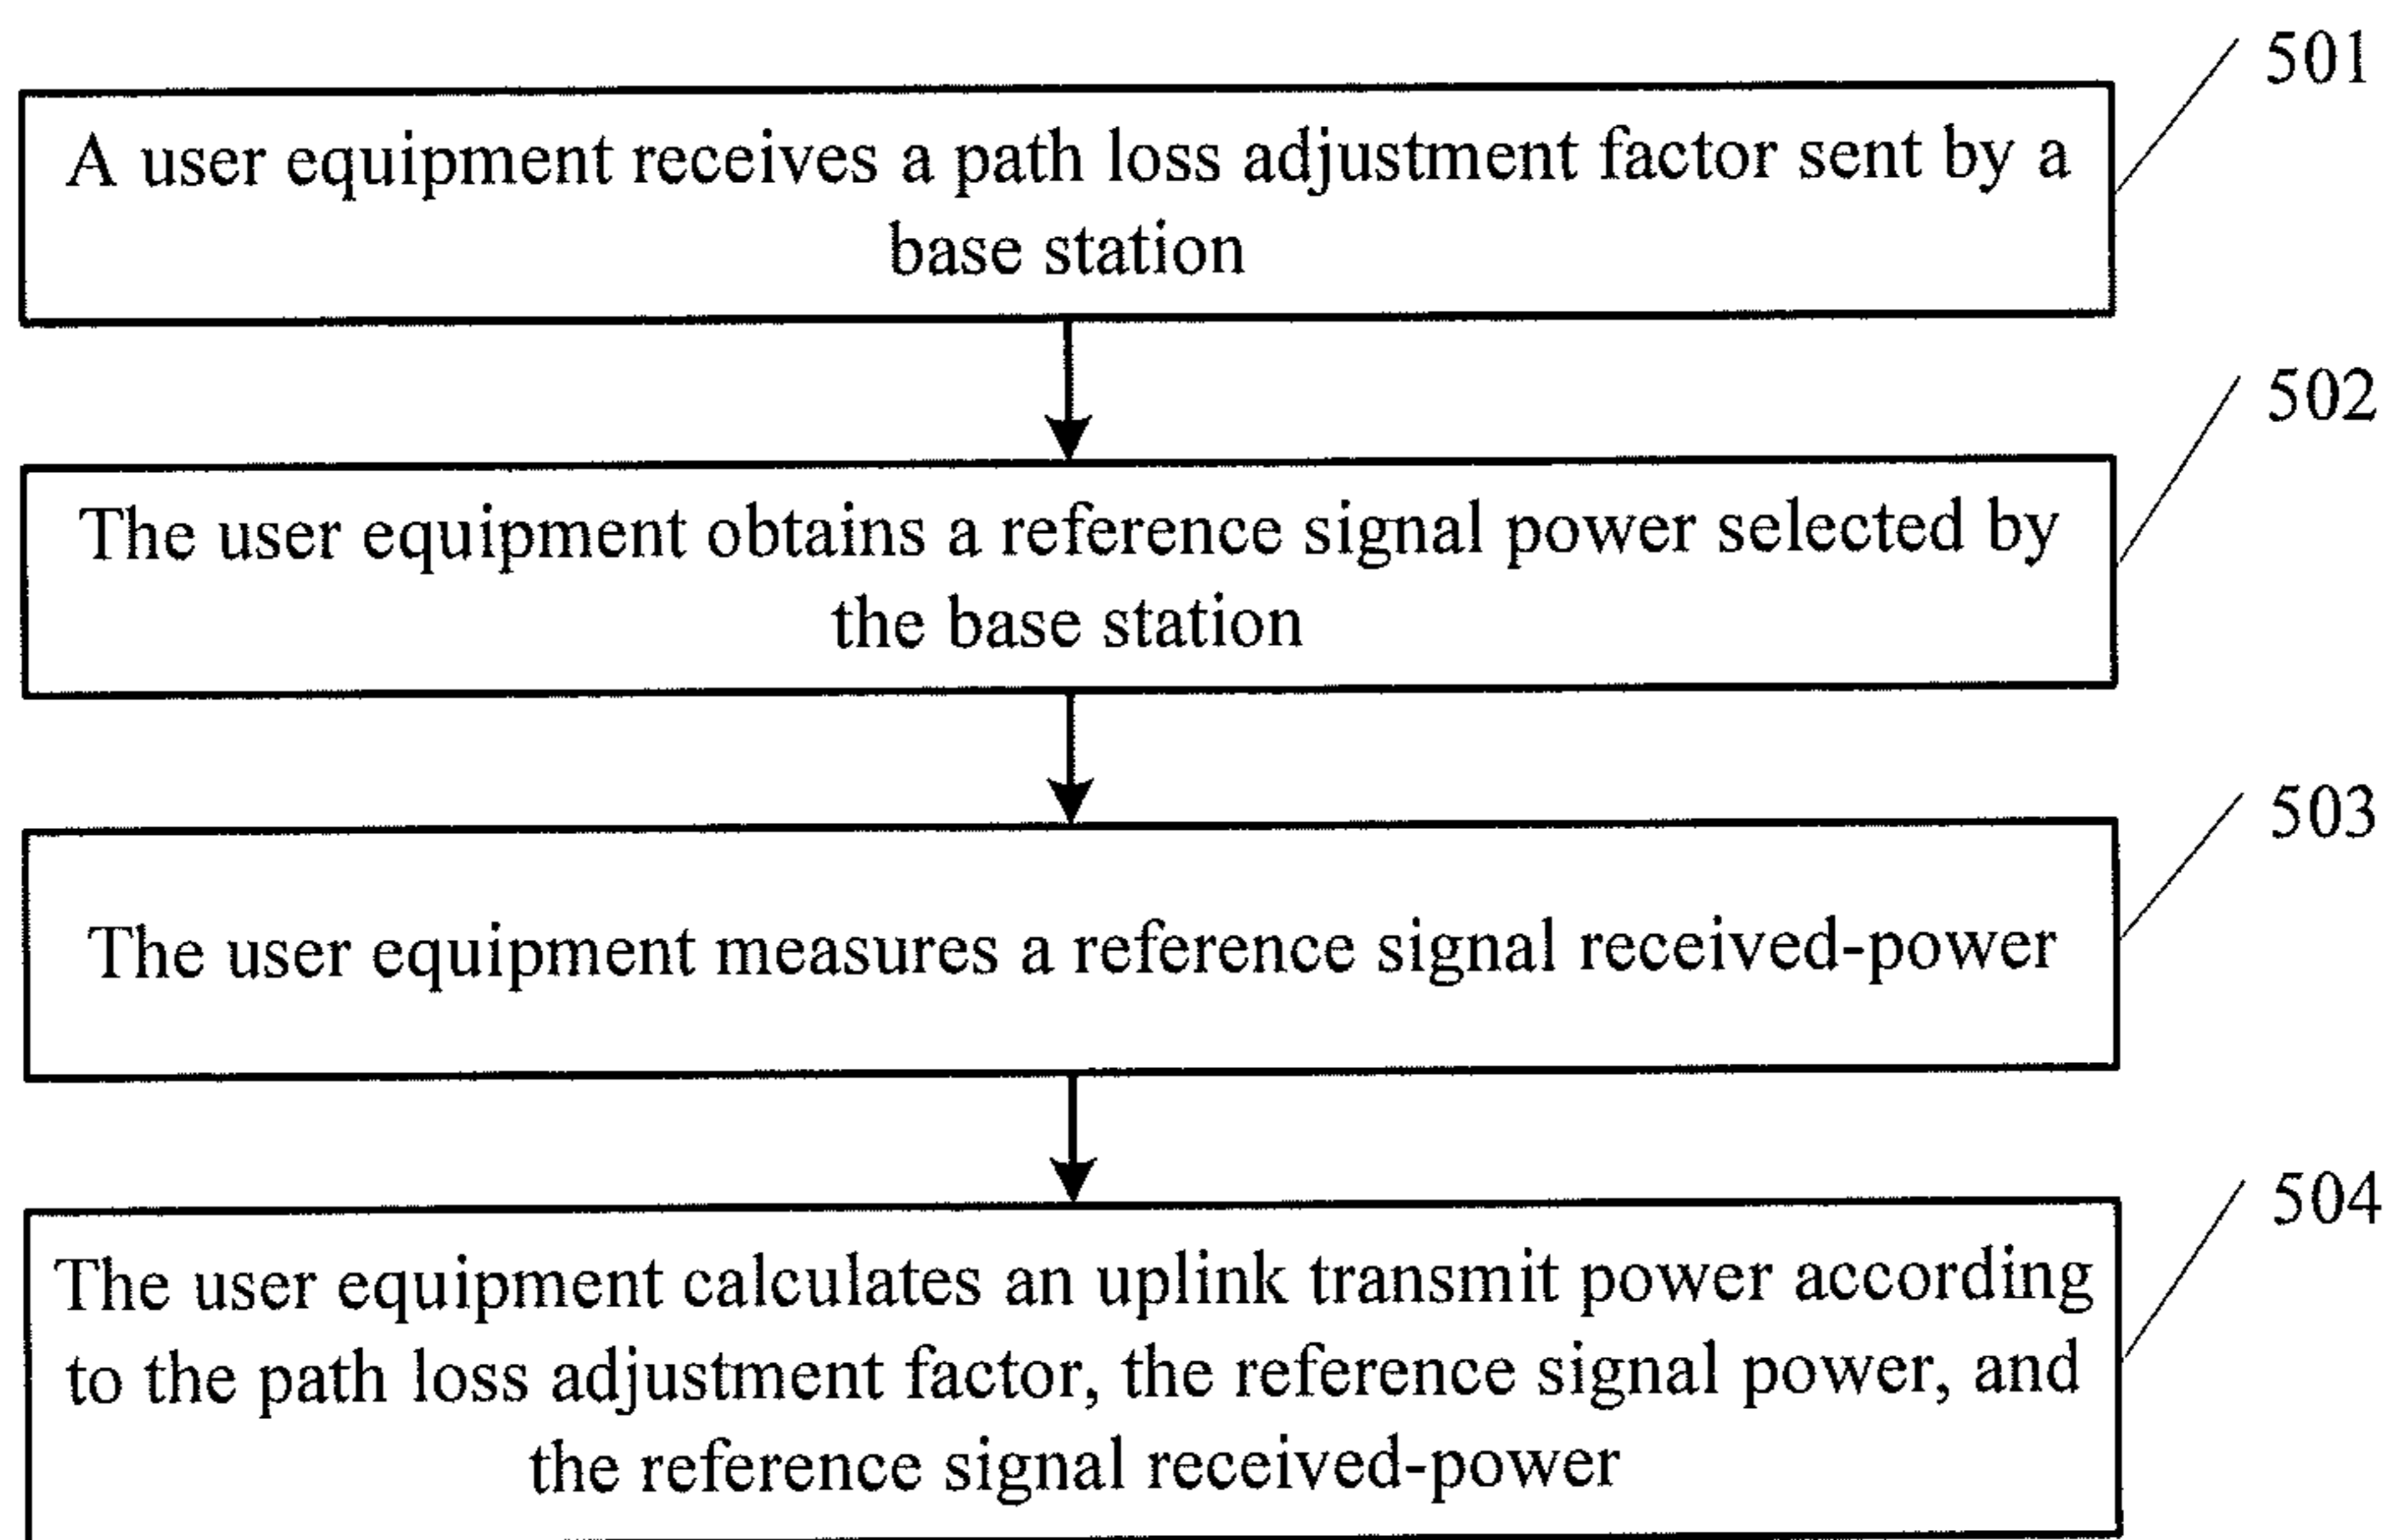 501
A user equipment receives a path loss adjustment factor sent by a
base station
502
The user equipment obtains a reference signal power selected by
the base station
503
The user equipment measures a reference signal received-power
504
The user equipment calculates an uplink transmit power according
to the path loss adjustment factor, the reference signal power, and
the reference signal received-power